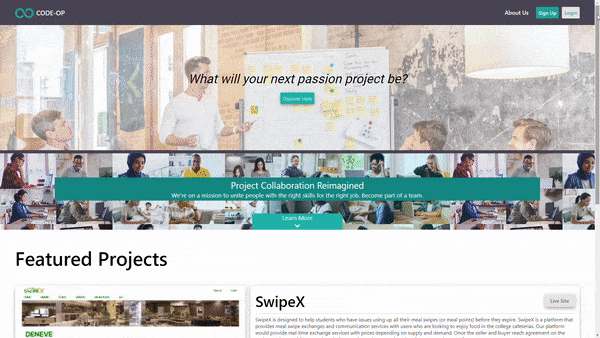 CODE-OP
About Us
Sign Up
Login
What will your next passion project be?
Discover Here
Project Collaboration Reimagined
We're on a mission to unite people with the right skills for the right job. Become part of a team.
Learn More
Featured Projects
SwipeX
Live Site
SwipeX is designed to help students who have issues using up all their meal swipes (or meal points) before they expire. SwipeX is a platform that
provides meal swipe exchanges and communication services with users who are looking to enjoy food in the college cafeterias. Our platform
would provide real-time exchange services with prices depending on supply and demand. Once the seller and buyer reach agreement on the
DENEVE